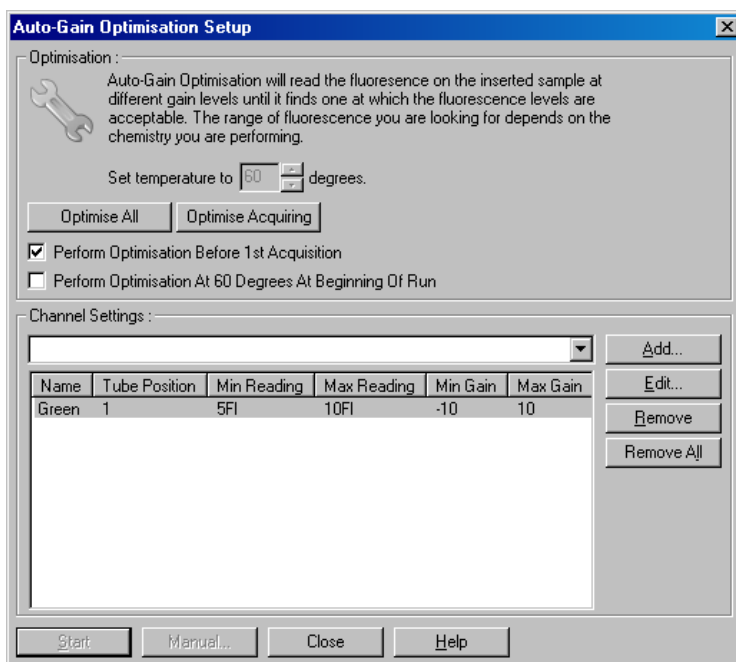 Auto-Gain Optimisation Setup
Optimisation :
Auto-Gain Optimisation will read the fluoresence on the inserted sample at
different gain levels until it finds one at which the fluorescence levels are
acceptable. The range of fluorescence you are looking for depends on the
chemistry you are performing.
Set temperature to 60 degrees.
Optimise All Optimise Acquiring
Perform Optimisation Before 1st Acquisition
Perform Optimisation At 60 Degrees At Beginning Of Run
Channel Settings :
Add...
Name Tube Position Min Reading Max Reading Min Gain Max Gain Edit...
Green 1 5Fl 10Fl -10 10
Remove
Remove All
Start Manual... Close Help